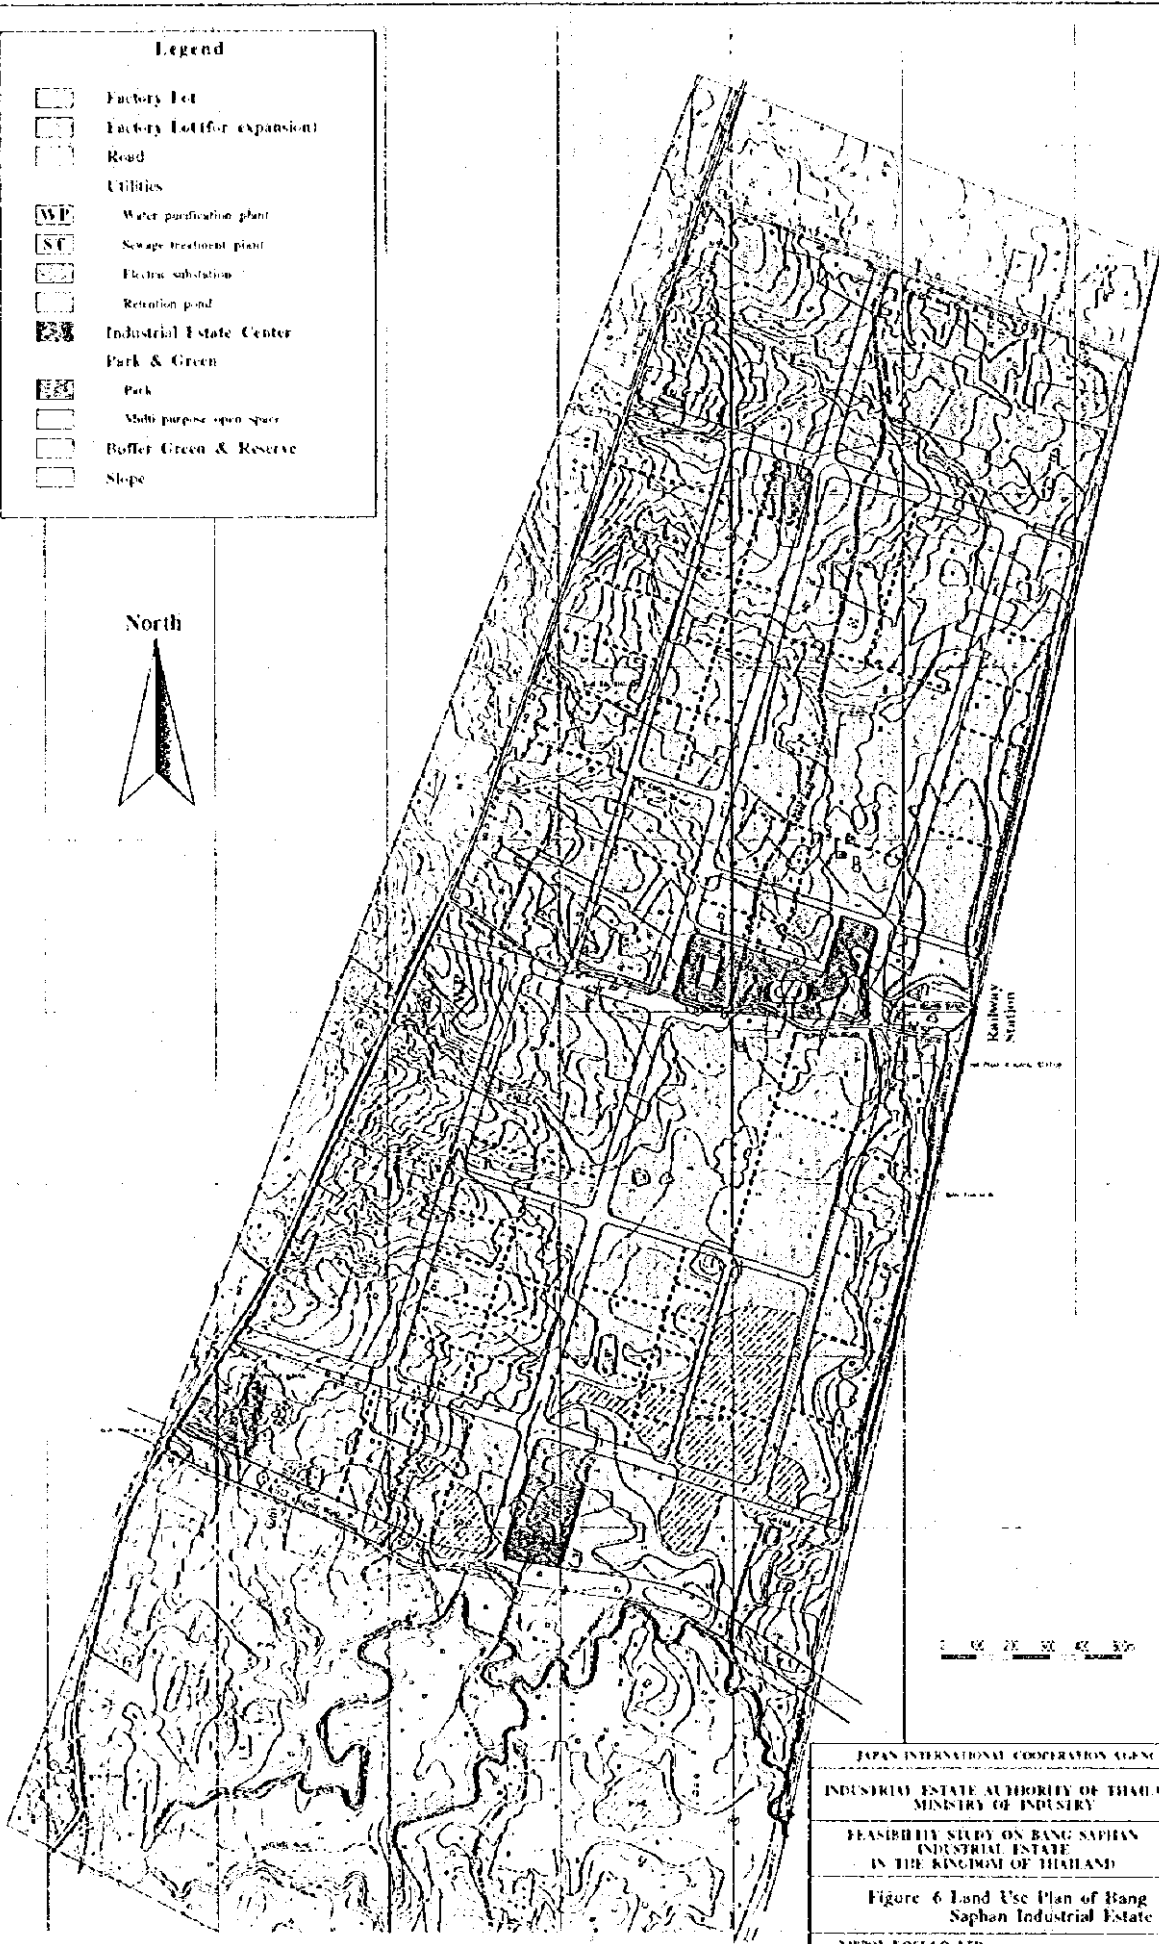 Legend
Factory Lot
Factory Lot(for expansion)
Road
Utilities
WP Water purification plant
ST Sewage treatment plant
Electric substation
Retention pond
Industrial Estate Center
Park & Green
Park
Multi purpose open space
Buffer Green & Reserve
Slope
North
Railway
station
JAPAN INTERNATIONAL COOPERATION AGENC
INDUSTRIAL ESTATE AUTHORITY OF THAIL
MINISTRY OF INDUSTRY
FEASIBILITY STUDY ON BANG SAPHAN
INDUSTRIAL ESTATE
IN THE KINGDOM OF THAILAND
Figure 6 Land Use Plan of Bang
Saphan Industrial Estate